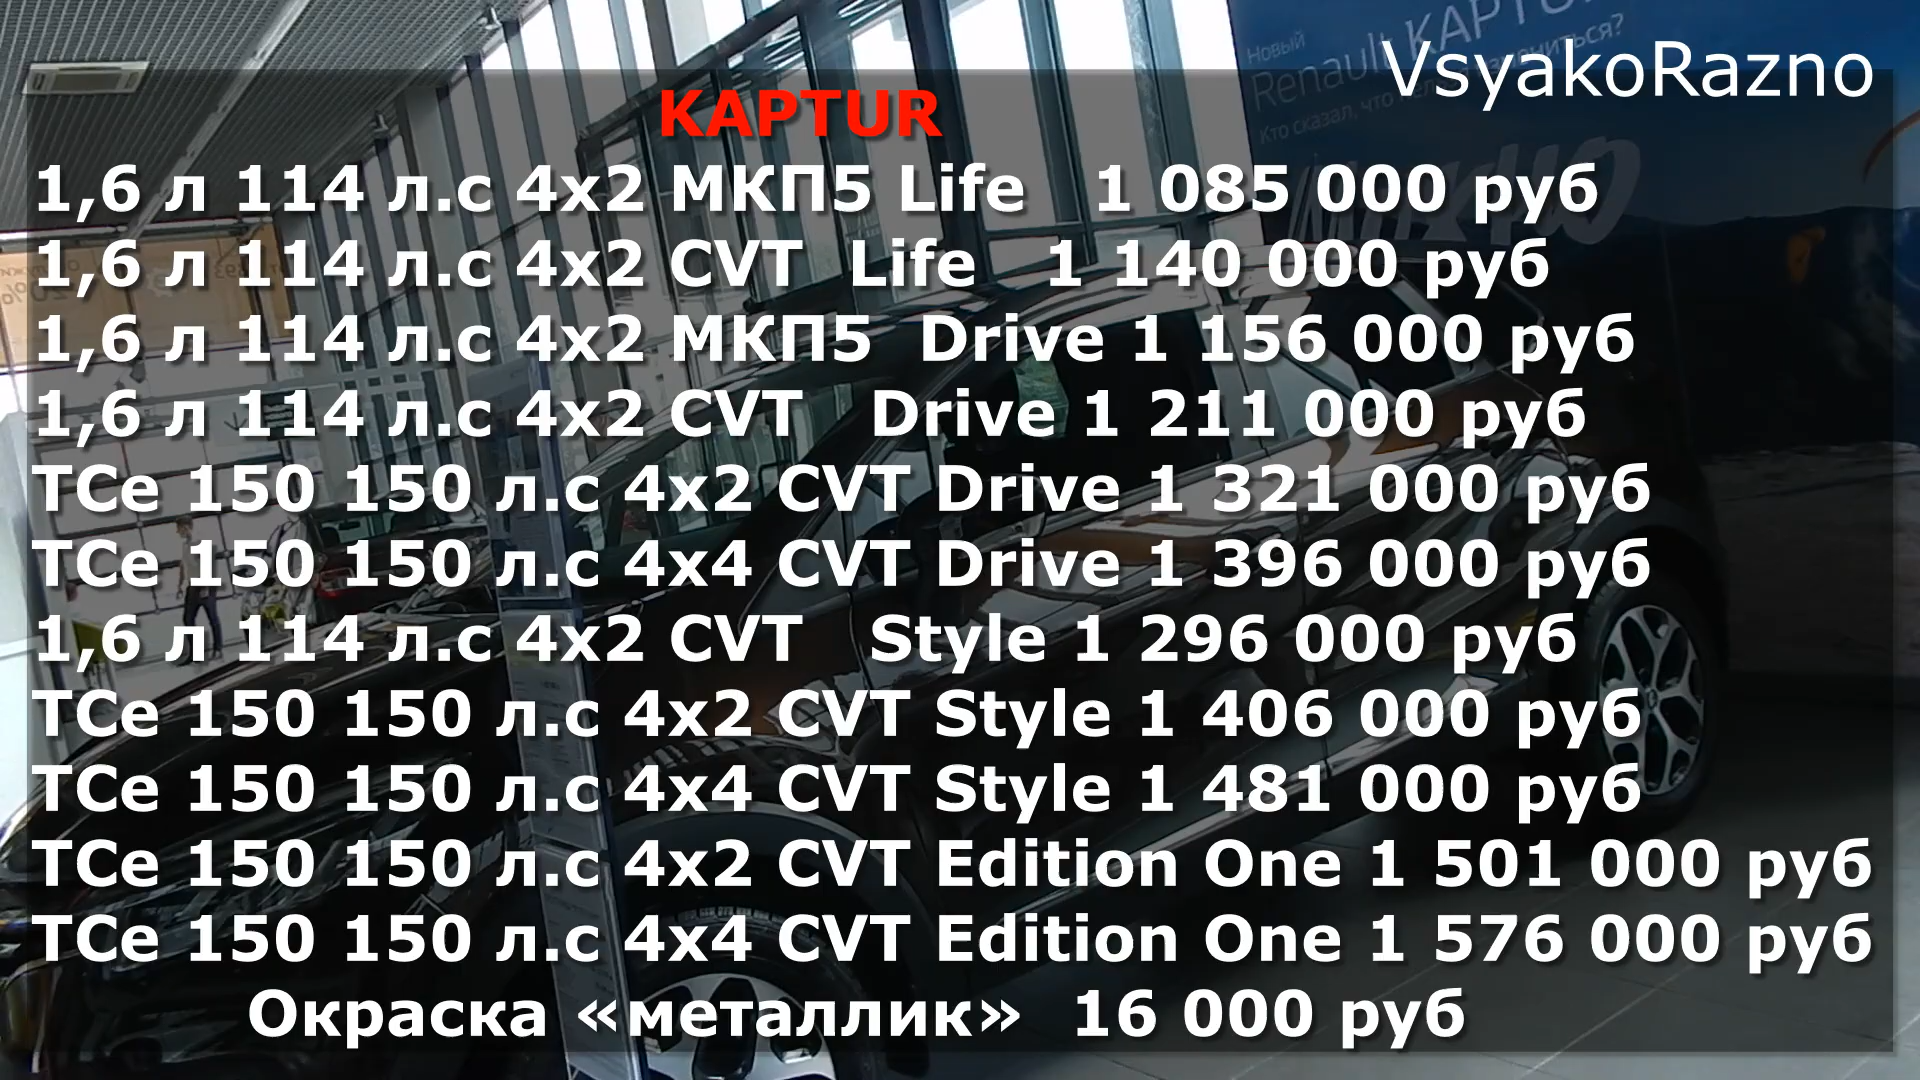 Новый
Renault KAPTUR
Кто сказал, что
VsyakoRazno
KAPTUR
1,6 л 114 л.с 4x2 МКП5 Life 1 085 000 руб
1,6 л 114 л.с 4x2 CVT Life 1 140 000 руб
1,6 л 114 л.с 4x2 МКП5 Drive 1 156 000 руб
1,6 л 114 л.с 4x2 CVT Drive 1 211 000 руб
TCe 150 150 л.с 4x2 CVT Drive 1 321 000 руб
TCe 150 150 л.с 4x4 CVT Drive 1 396 000 руб
1,6 л 114 л.с 4x2 CVT Style 1 296 000 руб
TCe 150 150 л.с 4x2 CVT Style 1 406 000 руб
TCe 150 150 л.с 4x4 CVT Style 1 481 000 руб
TCe 150 150 л.с 4x2 CVT Edition One 1 501 000 руб
TCe 150 150 л.с 4x4 CVT Edition One 1 576 000 руб
Окраска «металлик» 16 000 руб